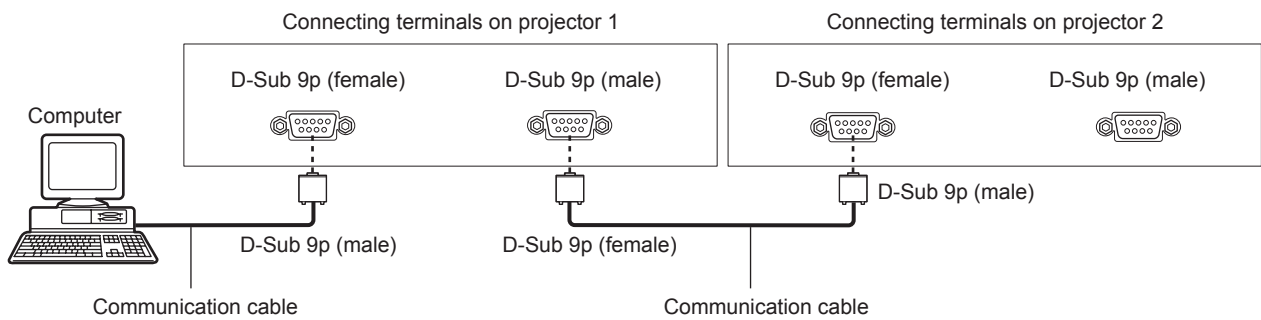 Connecting terminals on projector 1
Connecting terminals on projector 2
D-Sub 9p (female)
D-Sub 9p (male)
D-Sub 9p (female)
D-Sub 9p (male)
Computer
D-Sub 9p (male)
D-Sub 9p (male)
D-Sub 9p (female)
Communication cable
Communication cable